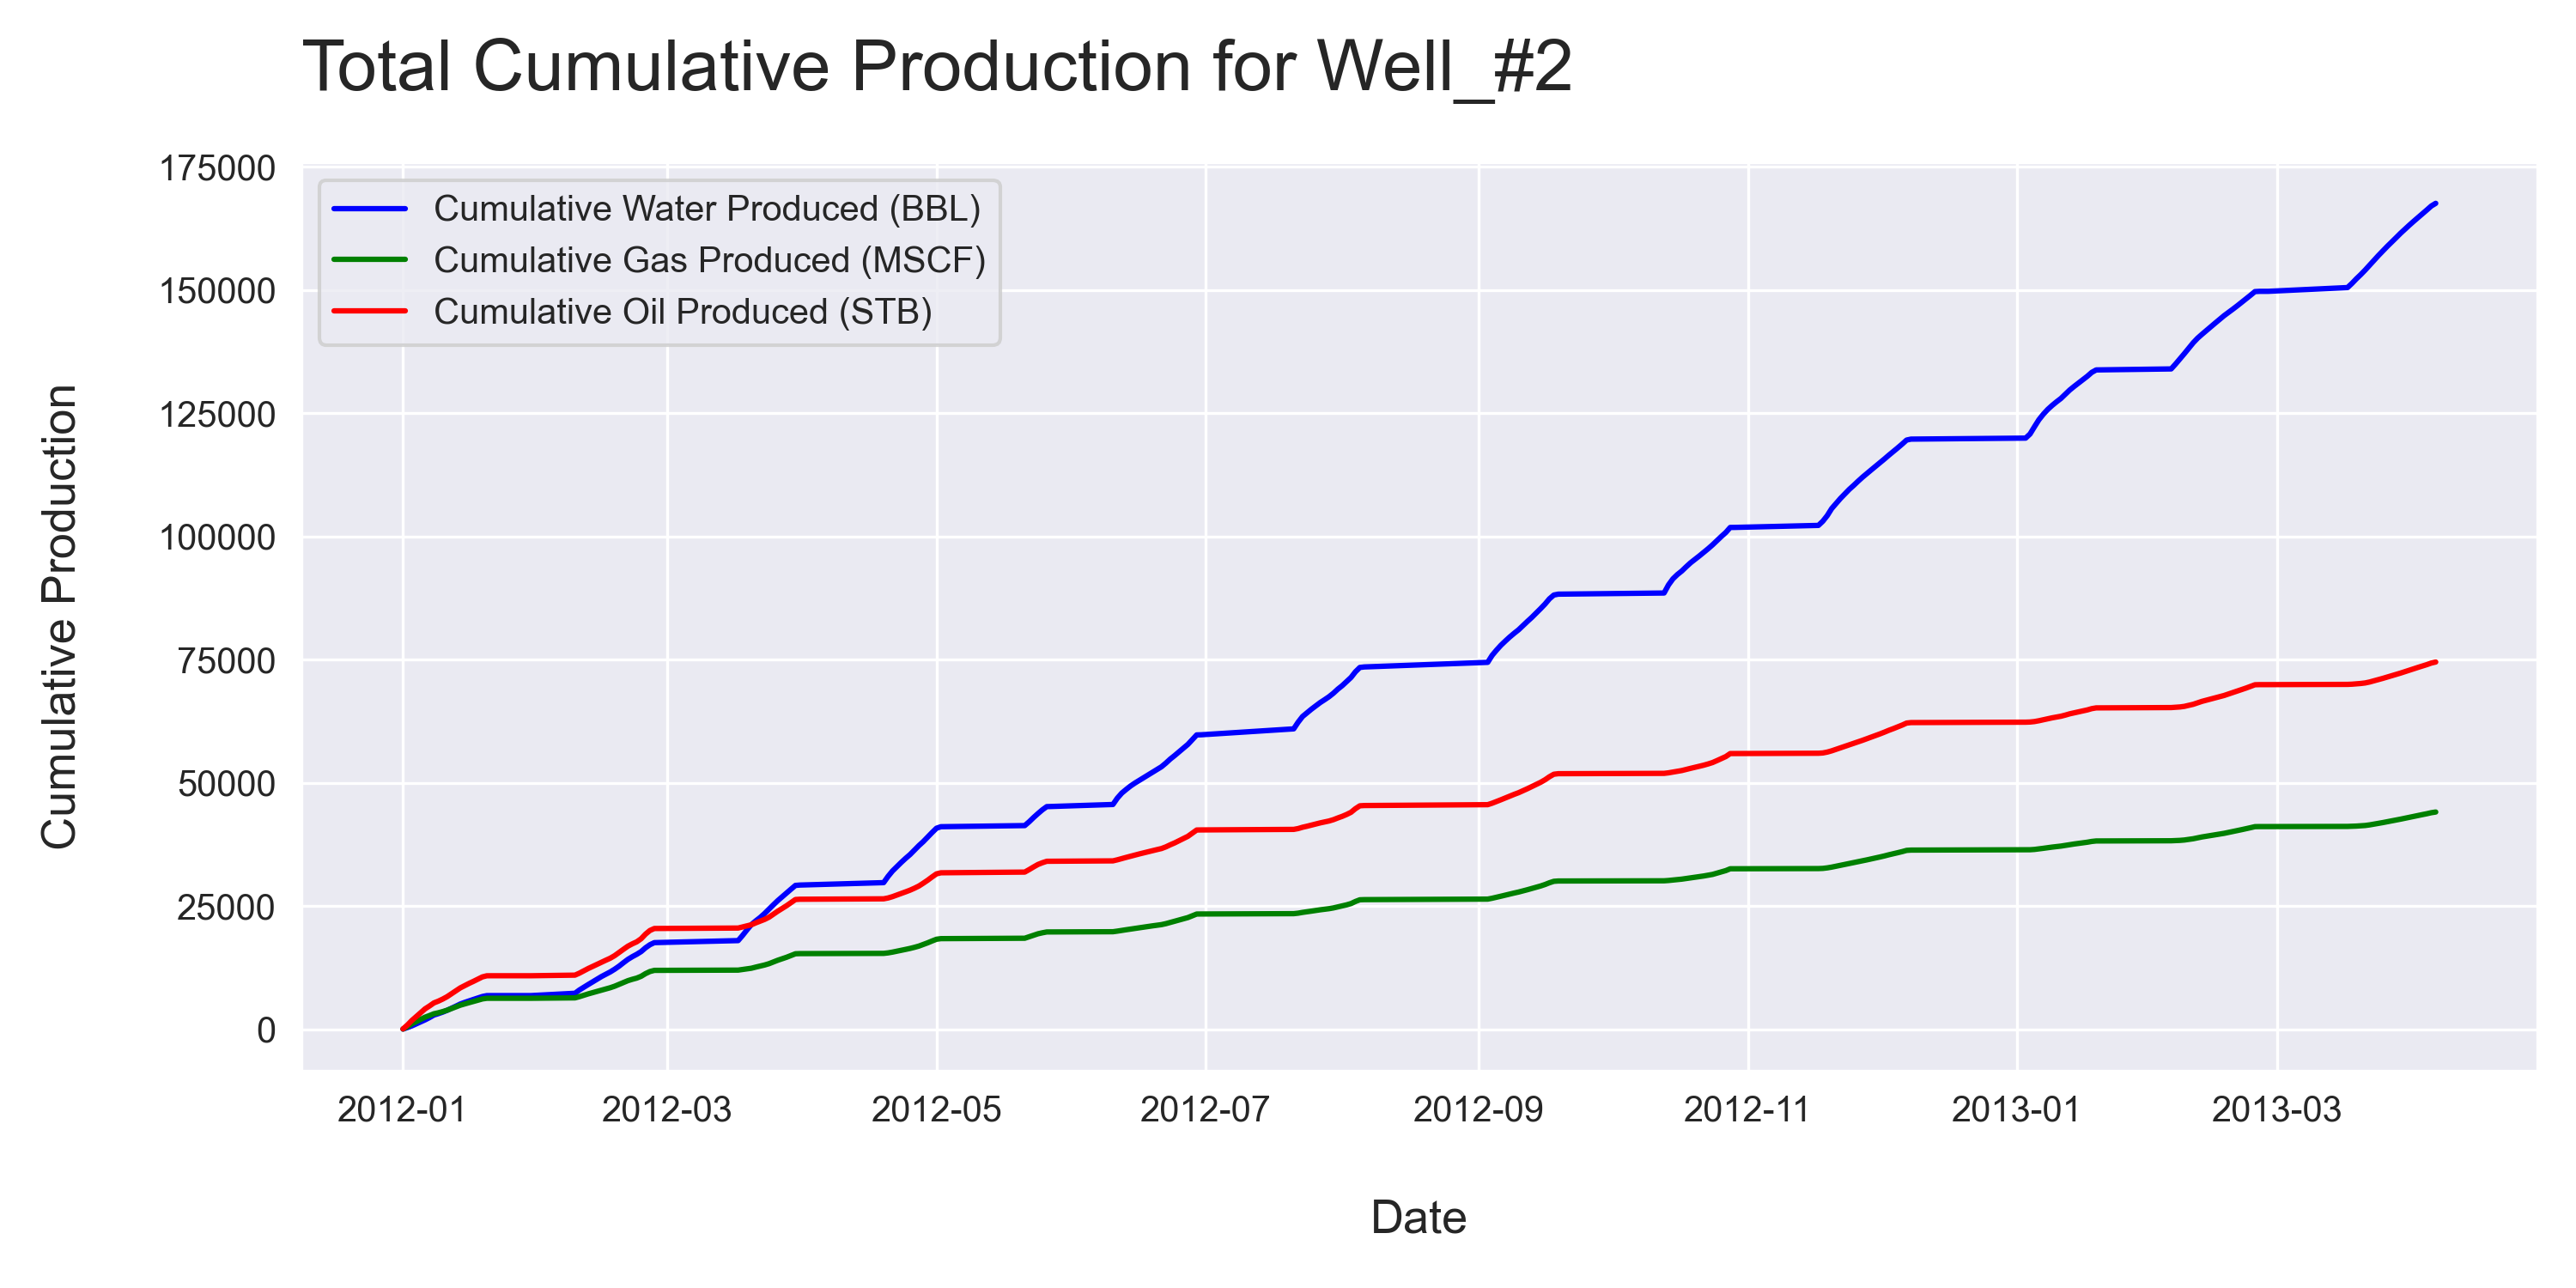 Total Cumulative Production for Well_#2
Cumulative Water Produced (BBL)
Cumulative Gas Produced (MSCF)
Cumulative Oil Produced (STB)
Cumulative Production
175000
150000
125000
100000
75000
50000
25000
0
2012-01 2012-03 2012-05 2012-07 2012-09 2012-11 2013-01 2013-03
Date